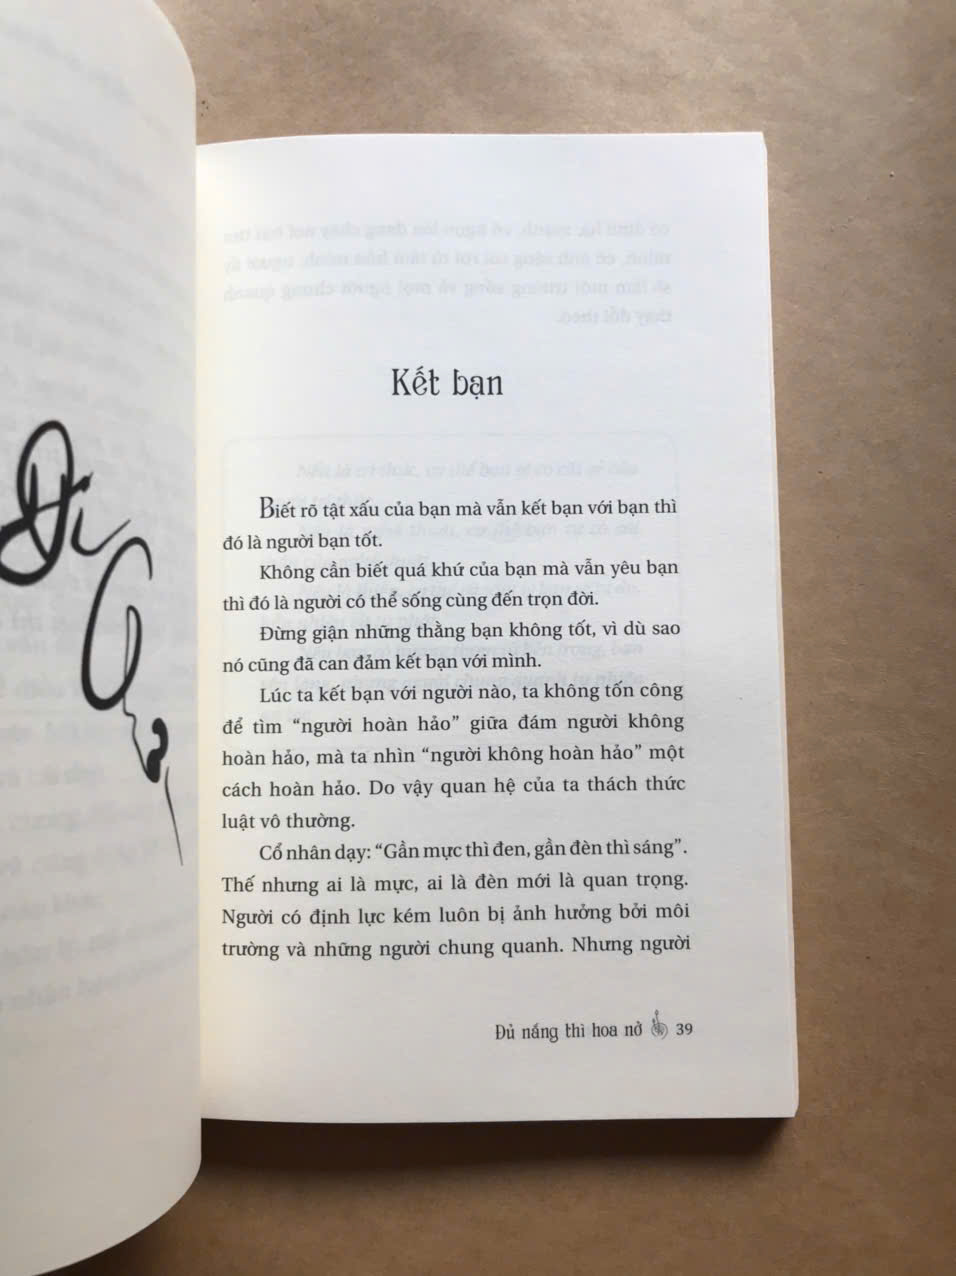 Kết bạn
Biết rõ tật xấu của bạn mà vẫn kết bạn với bạn thì
đó là người bạn tốt.
Không cần biết quá khứ của bạn mà vẫn yêu bạn
thì đó là người có thể sống cùng đến trọn đời.
Đừng giận những thằng bạn không tốt, vì dù sao
nó cũng đã can đảm kết bạn với mình.
Lúc ta kết bạn với người nào, ta không tốn công
để tìm “người hoàn hảo” giữa đám người không
hoàn hảo, mà ta nhìn “người không hoàn hảo” một
cách hoàn hảo. Do vậy quan hệ của ta thách thức
luật vô thường.
Cổ nhân dạy: “Gần mực thì đen, gần đèn thì sáng”.
Thế nhưng ai là mực, ai là đèn mới là quan trọng.
Người có định lực kém luôn bị ảnh hưởng bởi môi
trường và những người chung quanh. Nhưng người
Đủ nắng thì hoa nở 39